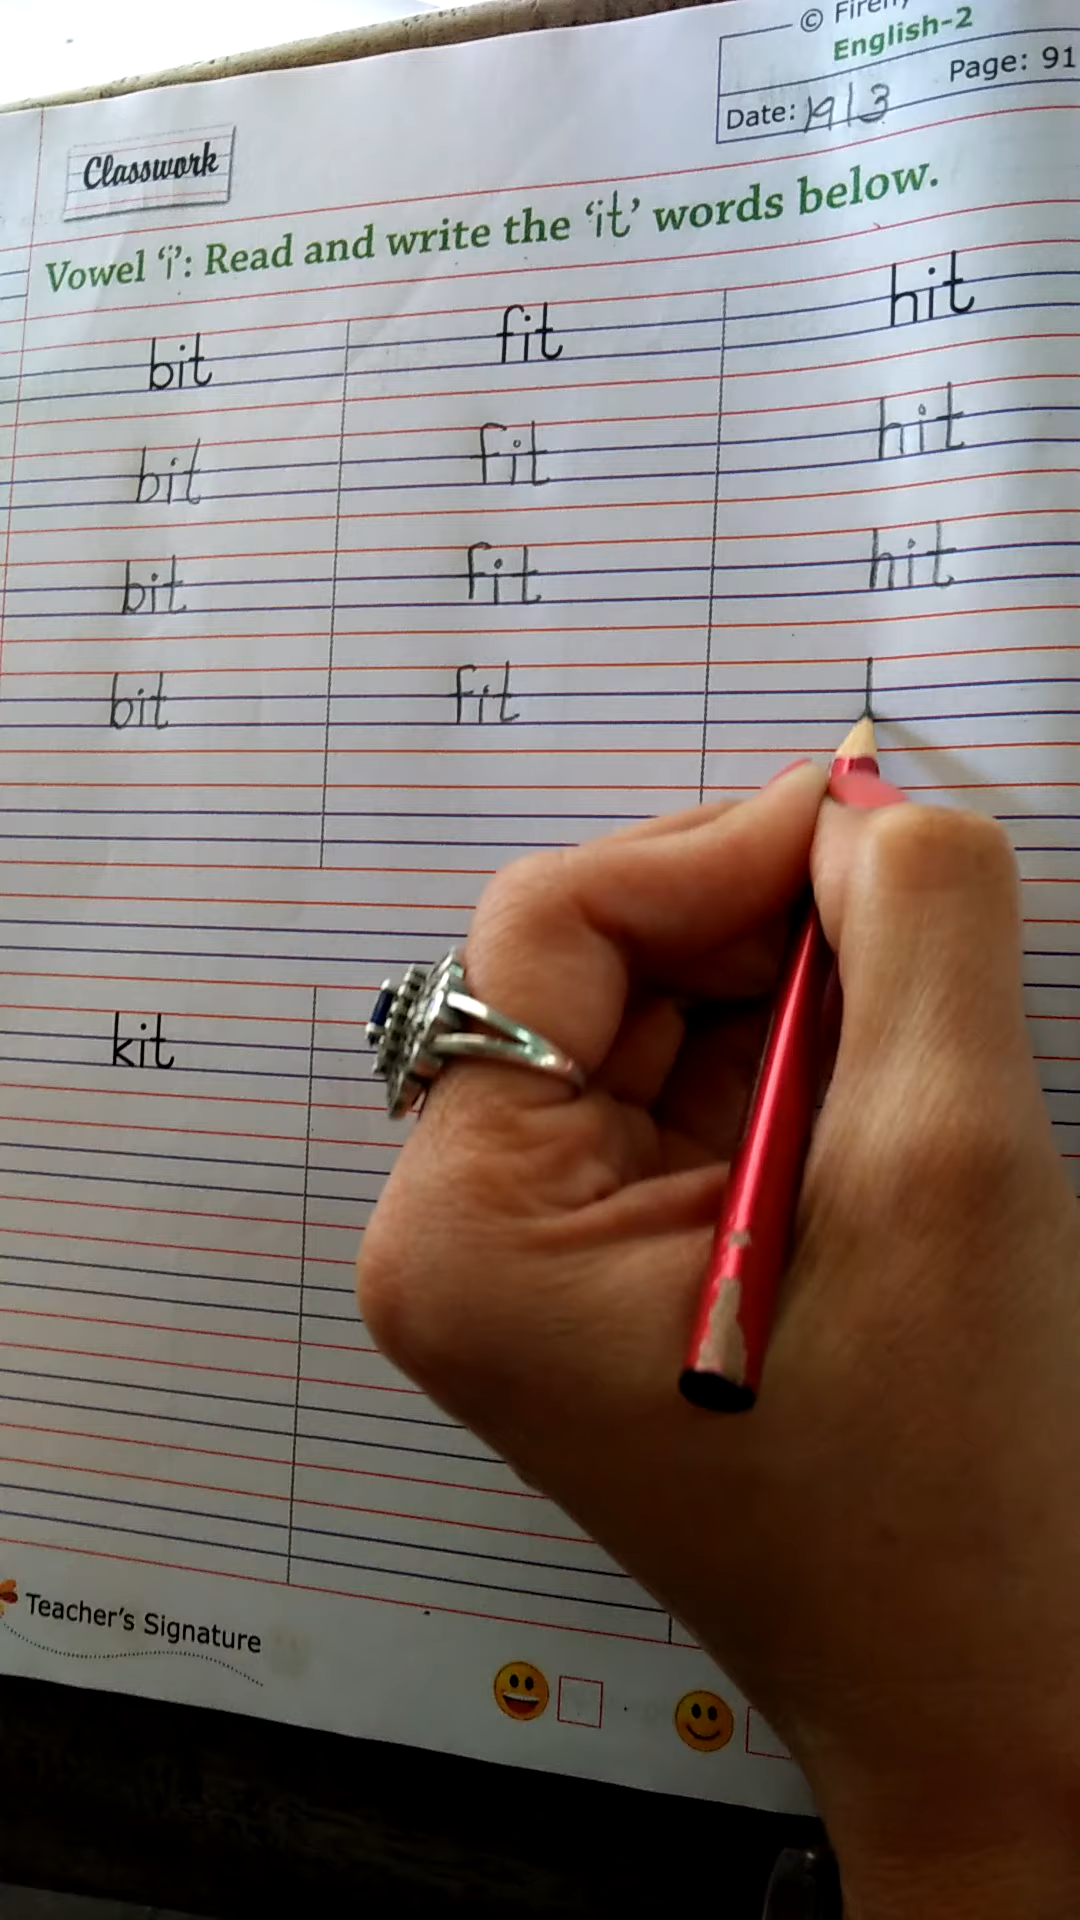 © Firefly
English-2
Page: 91
Date: 19/3
Classwork
Vowel 'i': Read and write the 'it' words below.
bit fit hit
bit fit hit
bit fit hit
bit fit
kit
Teacher's Signature